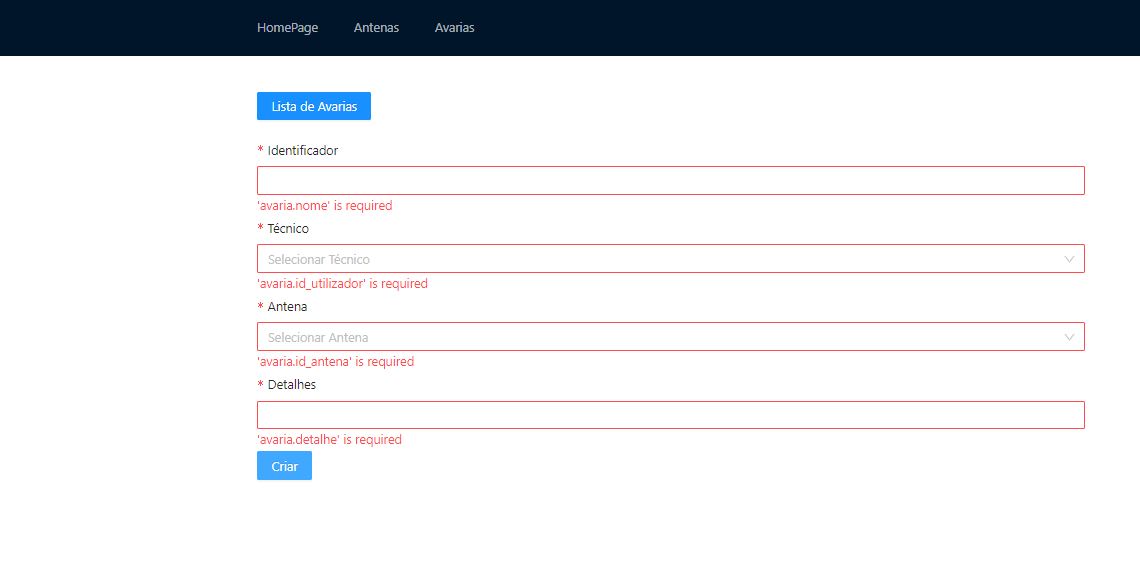 HomePage Antenas Avarias
Lista de Avarias
* Identificador
'avaria.nome' is required
* Técnico
Selecionar Técnico
'avaria.id_utilizador' is required
* Antena
Selecionar Antena
'avaria.id_antena' is required
* Detalhes
'avaria.detalhe' is required
Criar